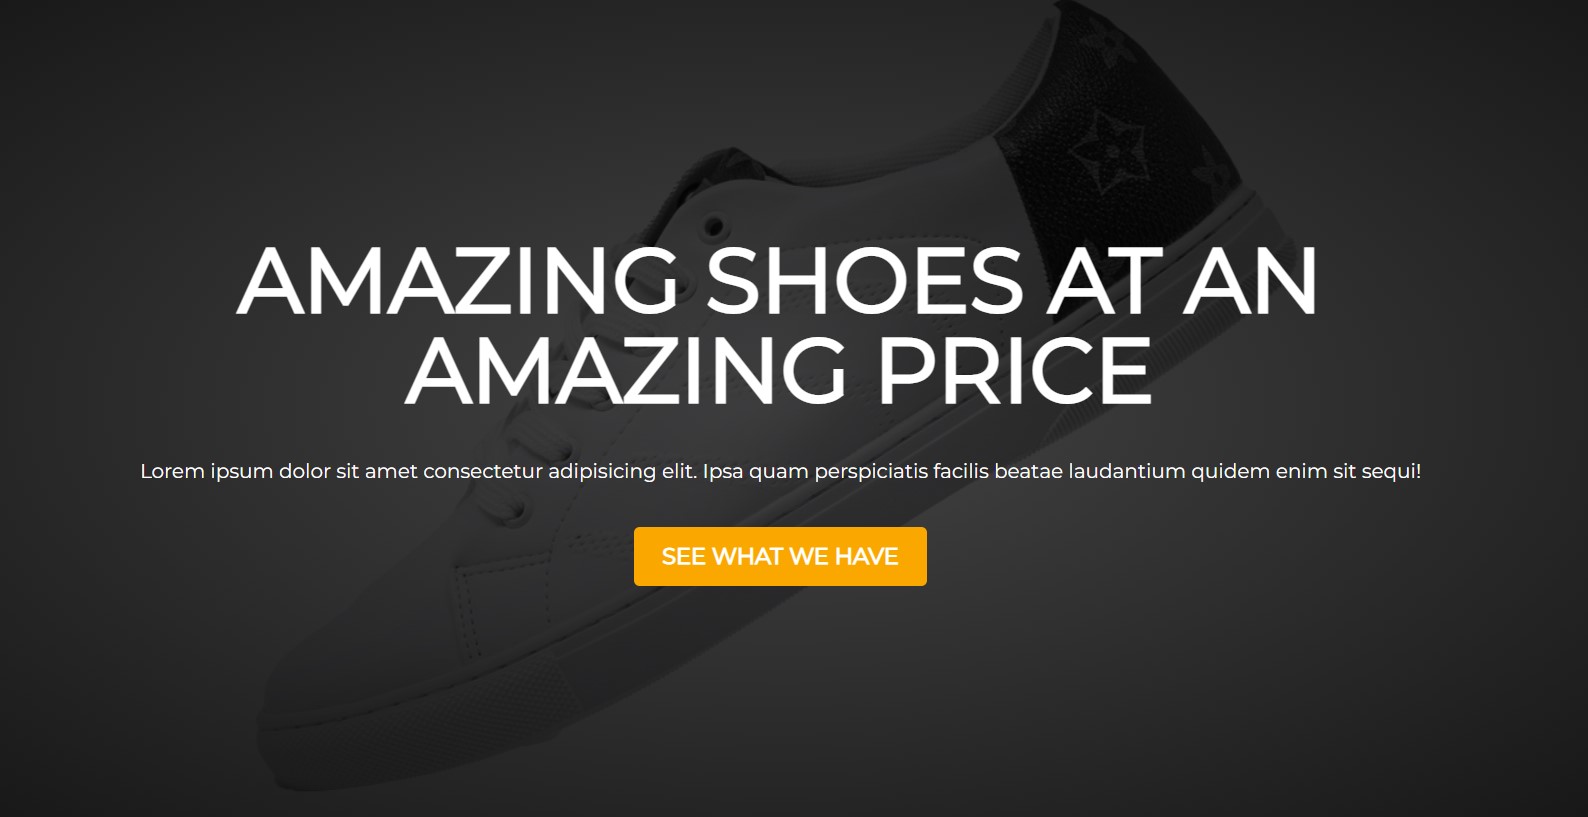 AMAZING SHOES AT AN
AMAZING PRICE
Lorem ipsum dolor sit amet consectetur adipisicing elit. Ipsa quam perspiciatis facilis beatae laudantium quidem enim sit sequi!
SEE WHAT WE HAVE